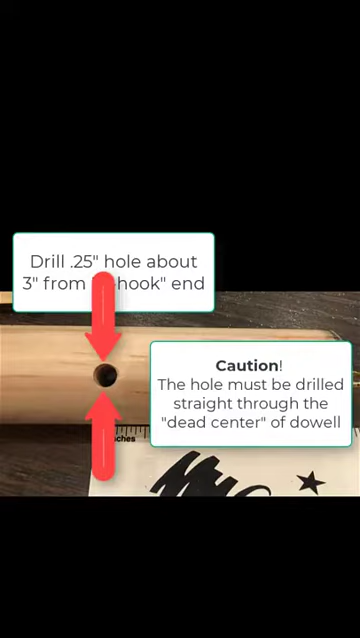 Drill .25" hole about
3" from -hook" end
Caution!
The hole must be drilled
straight through the
"dead center" of dowell
ches